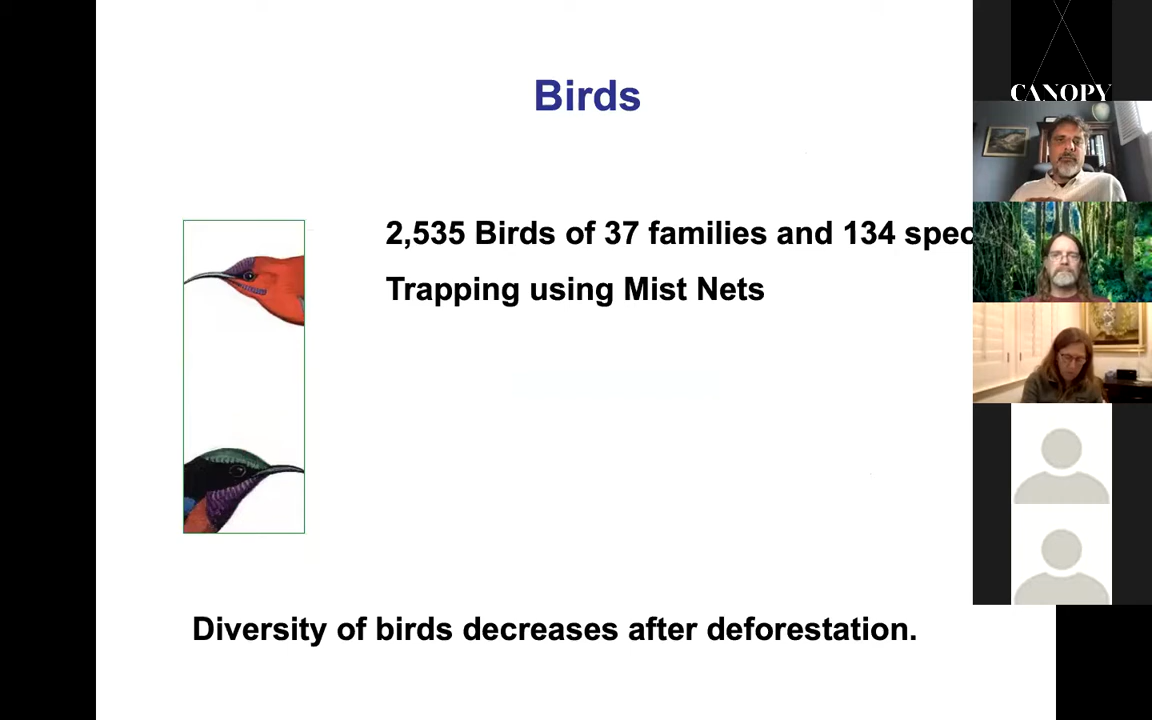 Birds
CANOPY
2,535 Birds of 37 families and 134 spec
Trapping using Mist Nets
Diversity of birds decreases after deforestation.